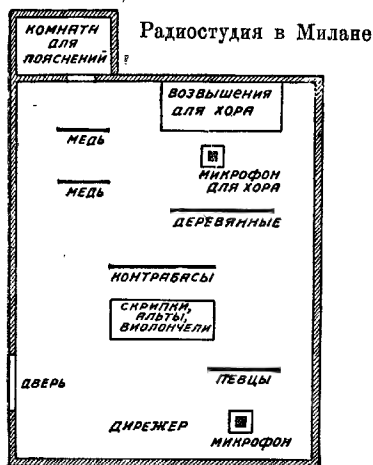 Радиостудия в Милане
КОМНАТА
ДЛЯ
ПОЯСНЕНИЙ
ВОЗВЫШЕНИЯ
ДЛЯ ХОРА
МЕДЬ
МИКРОФОН
ДЛЯ ХОРА
МЕДЬ
ДЕРЕВЯННЫЕ
КОНТРАБАСЫ
СКРИПКИ,
АЛЬТЫ,
ВИОЛОНЧЕЛИ
ПЕВЦЫ
ДВЕРЬ
ДИРЕЖЕР
МИКРОФОН